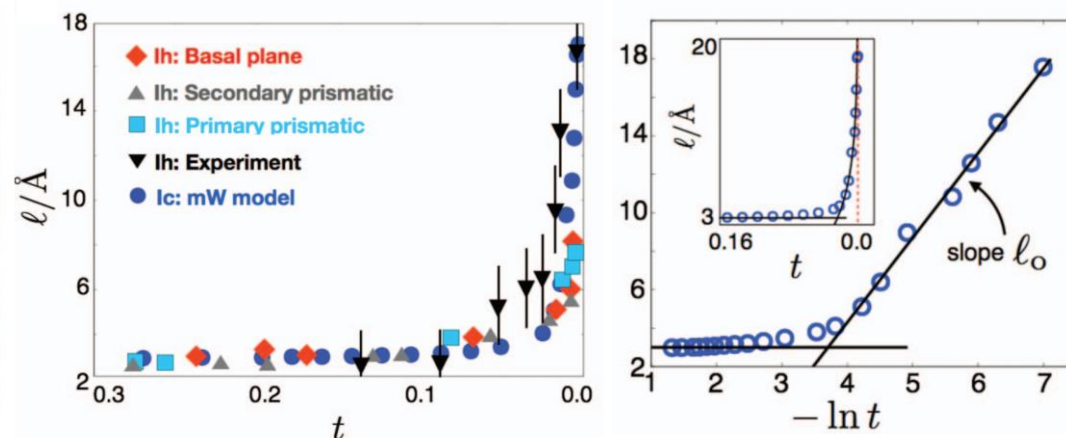 18
14
10
6
2
ℓ/Å
Ih: Basal plane
Ih: Secondary prismatic
Ih: Primary prismatic
Ih: Experiment
Ic: mW model
0.3
0.2
0.1
0.0
t
18
14
10
6
2
20
ℓ/Å
3
0.16
0.0
t
slope ℓo
1
2
3
4
5
6
7
− ln t